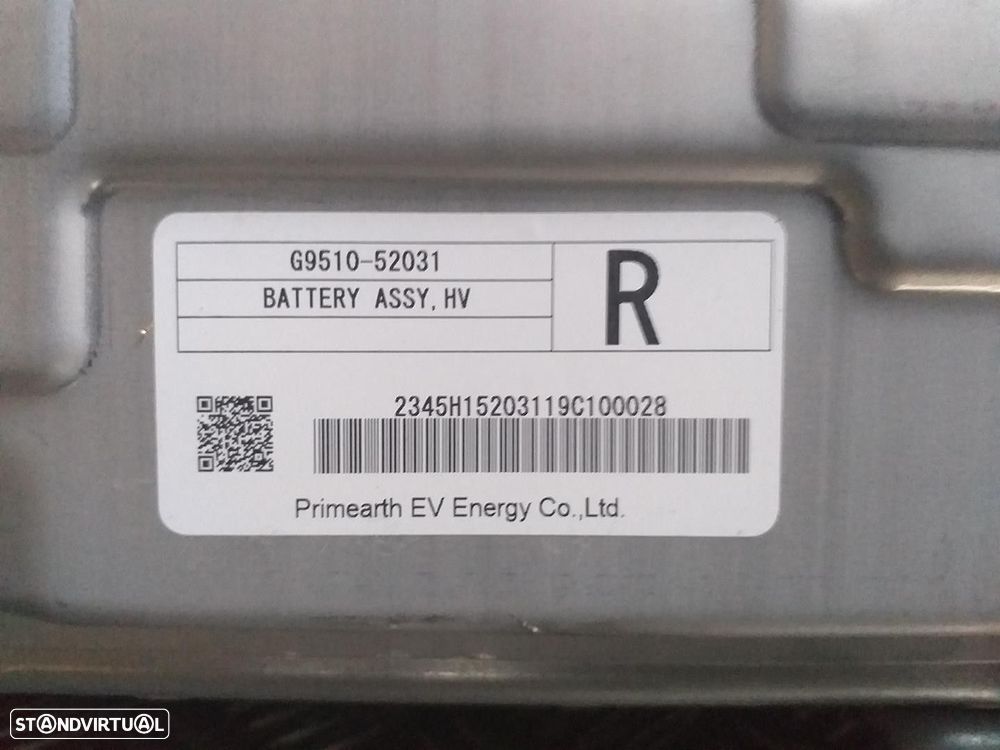 G9510-52031
BATTERY ASSY,HV
R
2345H15203119C100028
Primearth EV Energy Co.,Ltd.
STANDVIRTUAL